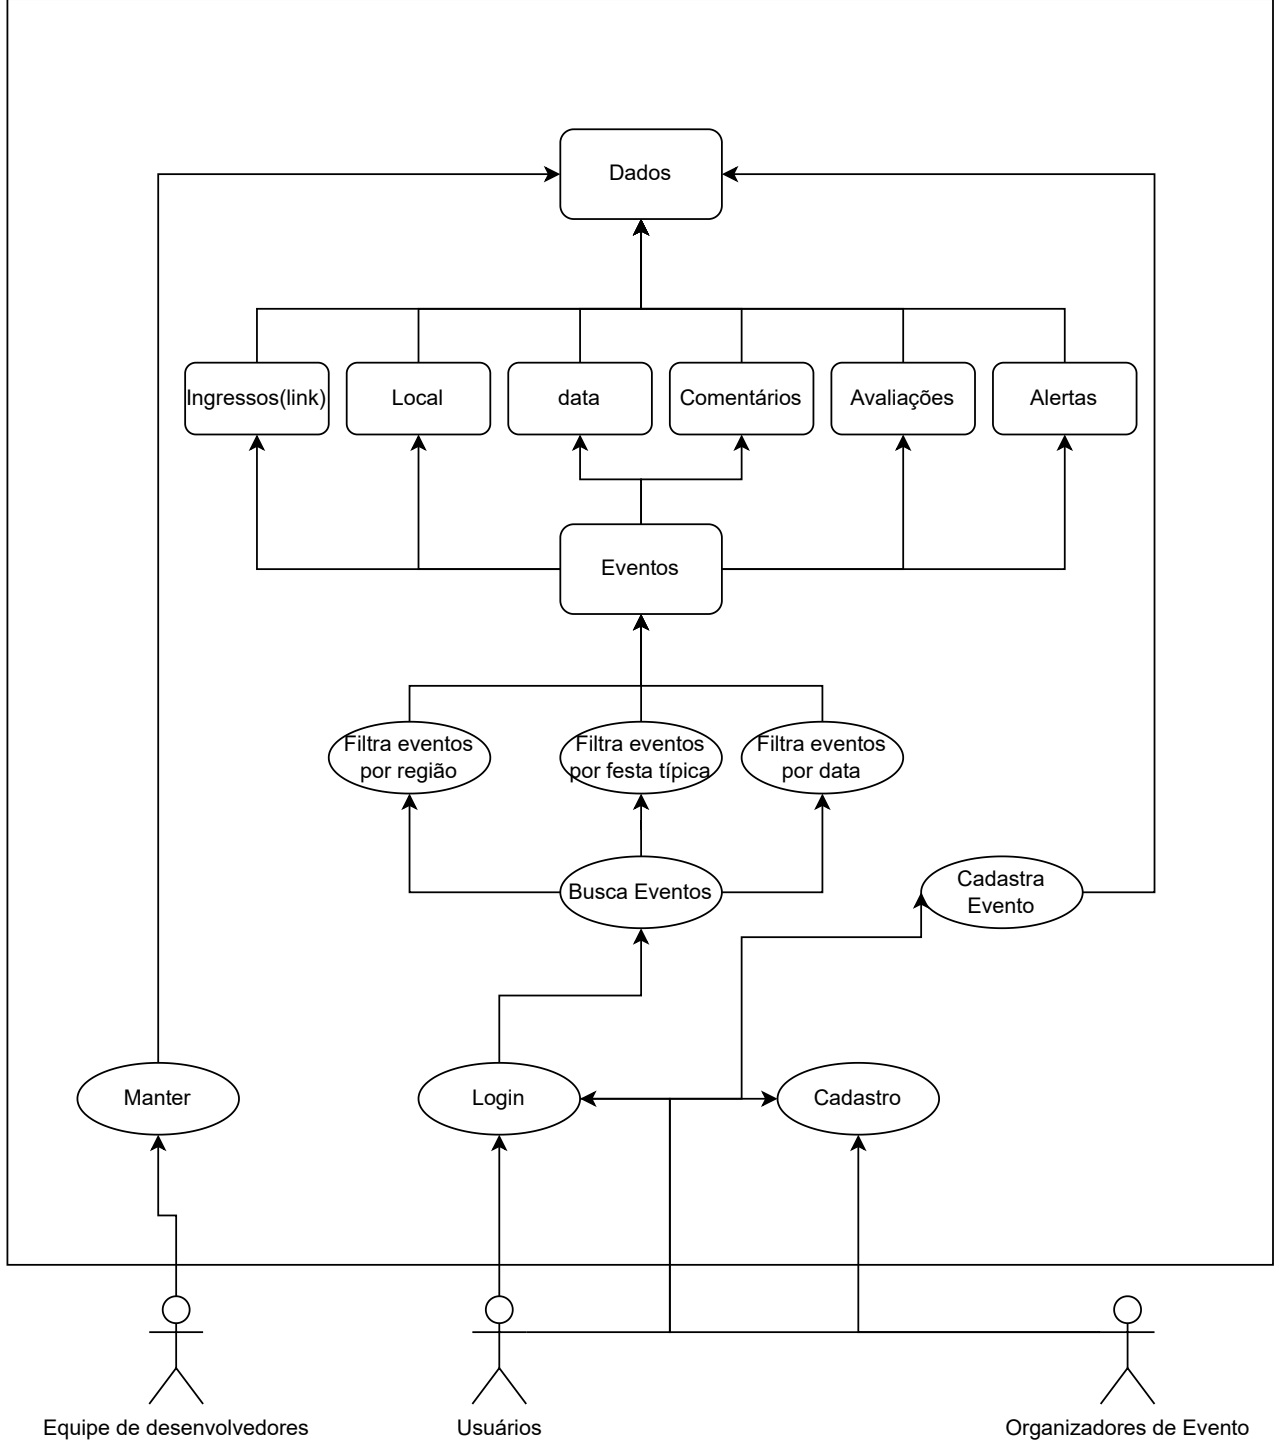 Dados
Ingressos(link)
Local
data
Comentários
Avaliações
Alertas
Eventos
Filtra eventos
por região
Filtra eventos
por festa típica
Filtra eventos
por data
Busca Eventos
Cadastra
Evento
Manter
Login
Cadastro
Equipe de desenvolvedores
Usuários
Organizadores de Evento